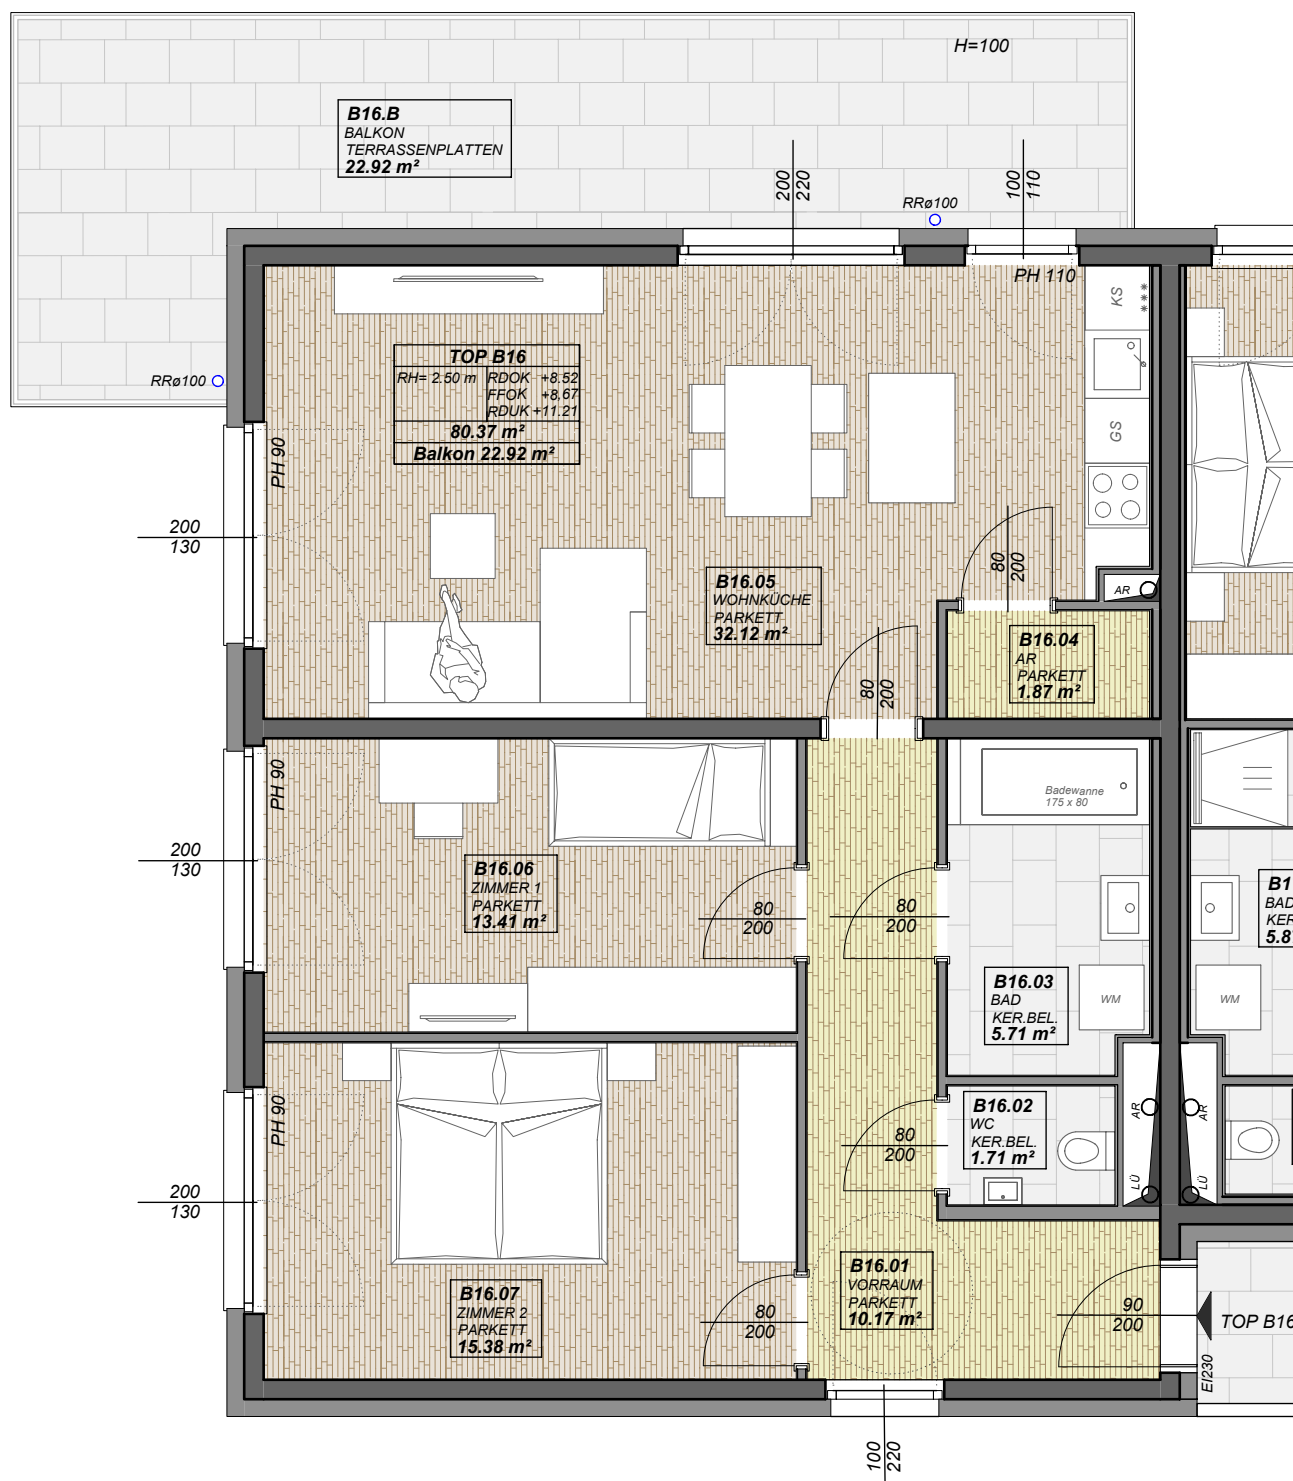 H=100
B16.B
BALKON
TERRASSENPLATTEN
22.92 m²
200
220
100
110
RRø100
PH 110
KS
TOP B16
RH= 2.50 m
RDOK +8.52
FFOK +8.67
RDUK +11.21
80.37 m²
Balkon 22.92 m²
RRø100
GS
PH 90
200
130
80
200
B16.05
WOHNKÜCHE
PARKETT
32.12 m²
AR
B16.04
AR
PARKETT
1.87 m²
80
200
PH 90
Badewanne
175 x 80
200
130
B16.06
ZIMMER 1
PARKETT
13.41 m²
80
200
80
200
BAD
5.8
B16.03
BAD
KER.BEL.
5.71 m²
WM
WM
PH 90
B16.02
WC
KER.BEL.
1.71 m²
80
200
AR
AR
LÜ
LÜ
200
130
B16.01
VORRAUM
PARKETT
10.17 m²
B16.07
ZIMMER 2
PARKETT
15.38 m²
80
200
90
200
TOP B16
EI230
100
220